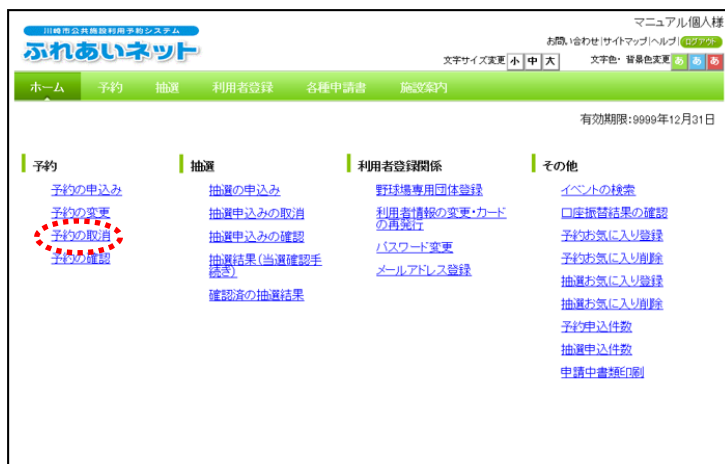 マニュアル個人様
川崎市公共施設利用予約システム
ふれあいネット
お問い合わせ|サイトマップ|ヘルプ|ログアウト
文字サイズ変更 小 中 大 文字色・背景色変更 あ あ あ
ホーム 予約 抽選 利用者登録 各種申請書 施設案内
有効期限:9999年12月31日
予約
予約の申込み
予約の変更
予約の取消
予約の確認
抽選
抽選の申込み
抽選申込みの取消
抽選申込みの確認
抽選結果(当選確認手
続き)
確認済の抽選結果
利用者登録関係
野球場専用団体登録
利用者情報の変更・カード
の再発行
パスワード変更
メールアドレス登録
その他
イベントの検索
口座振替結果の確認
予約お気に入り登録
予約お気に入り削除
抽選お気に入り登録
抽選お気に入り削除
予約申込件数
抽選申込件数
申請中書類印刷